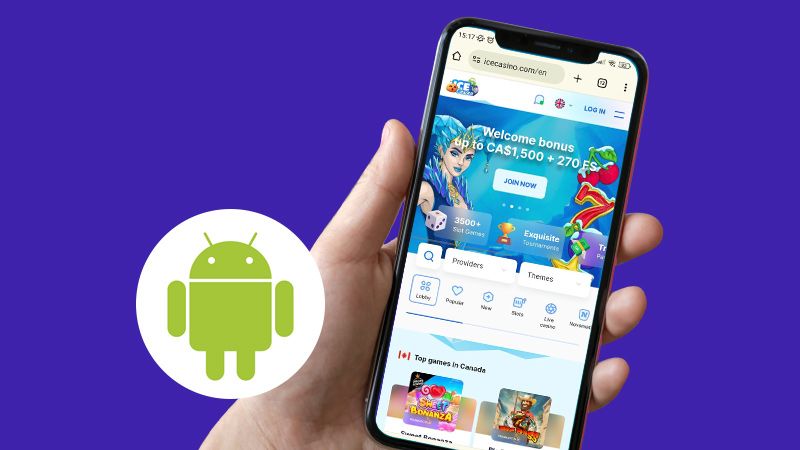 15:17
icecasino.com/en
12
ICE
LOG IN
Welcome bonus
up to CA$1,500 + 270 FS
JOIN NOW
3500+
Slot Games
Exquisite
Tournaments
Providers
Themes
Lobby
Popular
New
Slots
Live
casino
Top games in Canada
SWEET
BONANZA
Sweet Bonanza